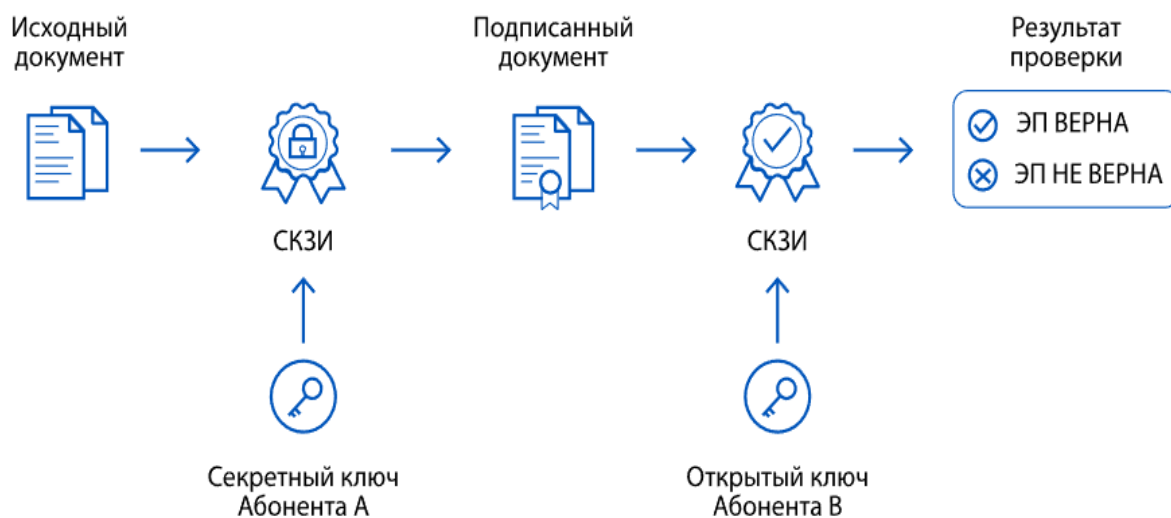 Исходный
документ
Подписанный
документ
Результат
проверки
ЭП ВЕРНА
ЭП НЕ ВЕРНА
СКЗИ
СКЗИ
Секретный ключ
Абонента А
Открытый ключ
Абонента В